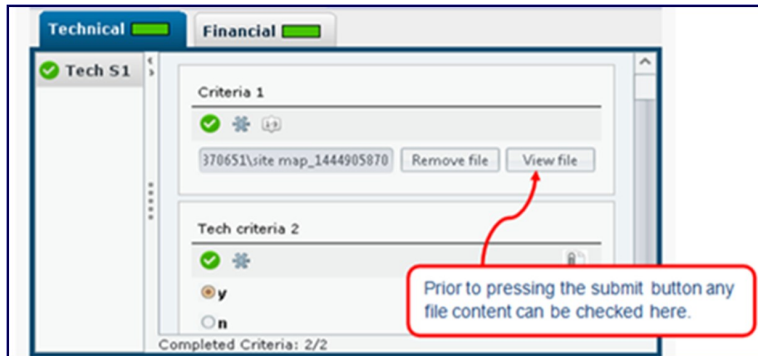 Technical Financial
Tech S1
Criteria 1
370651\site map_1444905870 Remove file View file
Tech criteria 2
y
n
Completed Criteria: 2/2
Prior to pressing the submit button any
file content can be checked here.